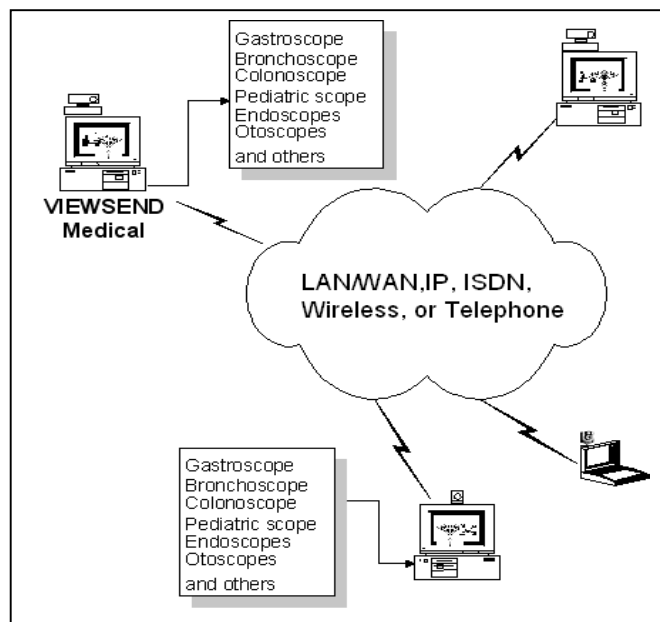 Gastroscope
Bronchoscope
Colonoscope
Pediatric scope
Endoscopes
Otoscopes
and others
VIEWSEND
Medical
LAN/WAN,IP, ISDN,
Wireless, or Telephone
Gastroscope
Bronchoscope
Colonoscope
Pediatric scope
Endoscopes
Otoscopes
and others